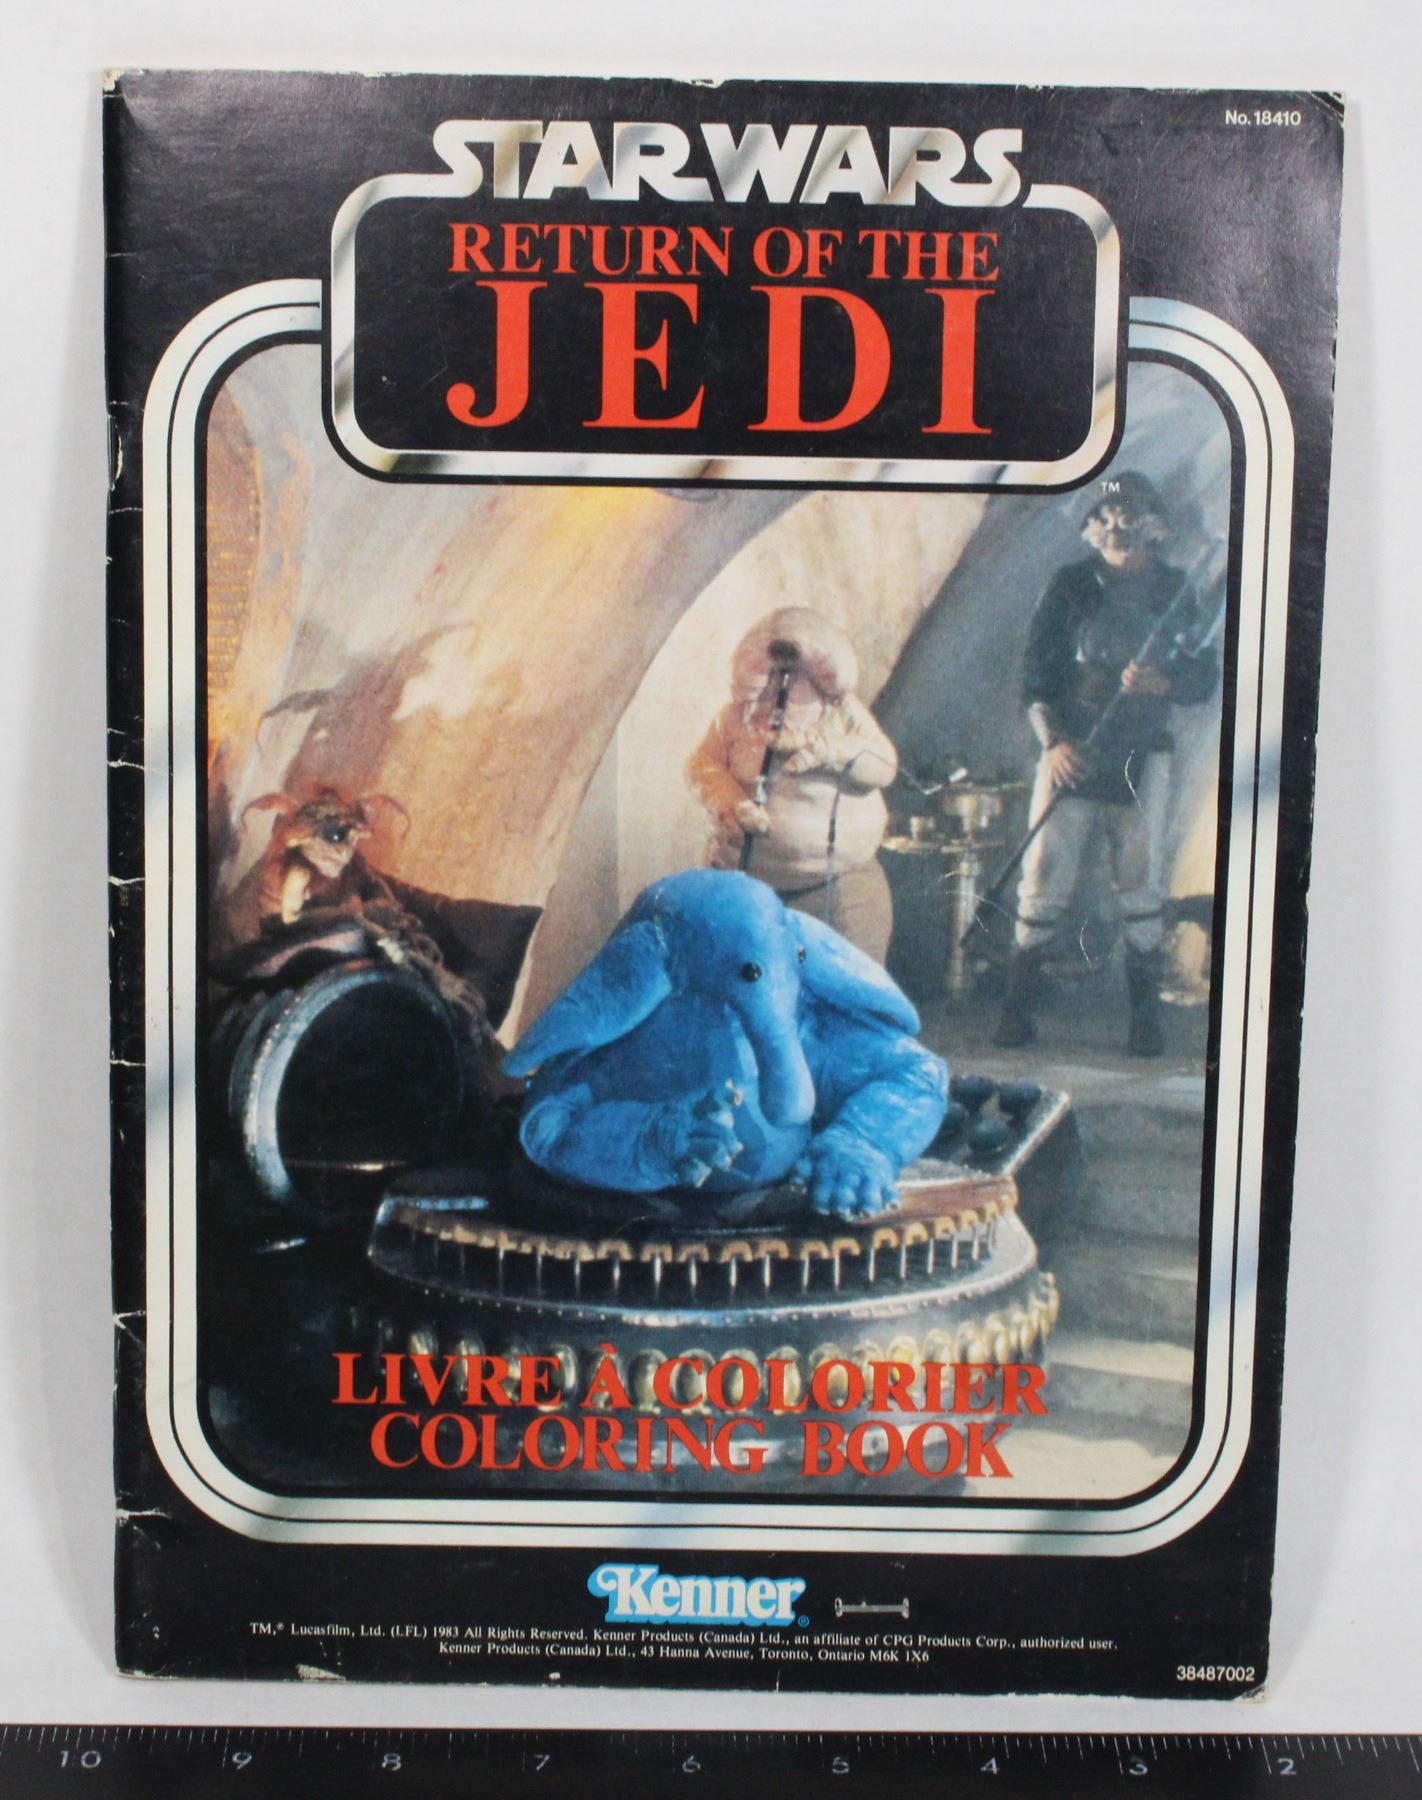 No. 18410
STAR WARS
RETURN OF THE
JEDI
TM
LIVRE À COLORIER
COLORING BOOK
Kenner®
TM,® Lucasfilm, Ltd. (LFL) 1983 All Rights Reserved, Kenner Products (Canada) Ltd., an affiliate of CPG Products Corp., authorized user.
Kenner Products (Canada) Ltd., 43 Hanna Avenue, Toronto, Ontario M6K 1X6
38487002
10 9 8 7 6 5 4 3 12